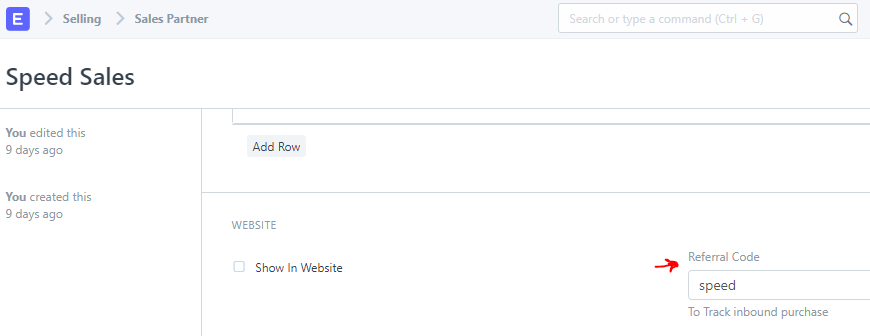 E Selling Sales Partner Search or type a command (Ctrl + G)
Speed Sales
You edited this
9 days ago
Add Row
You created this
9 days ago
WEBSITE
Show In Website
Referral Code
speed
To Track inbound purchase